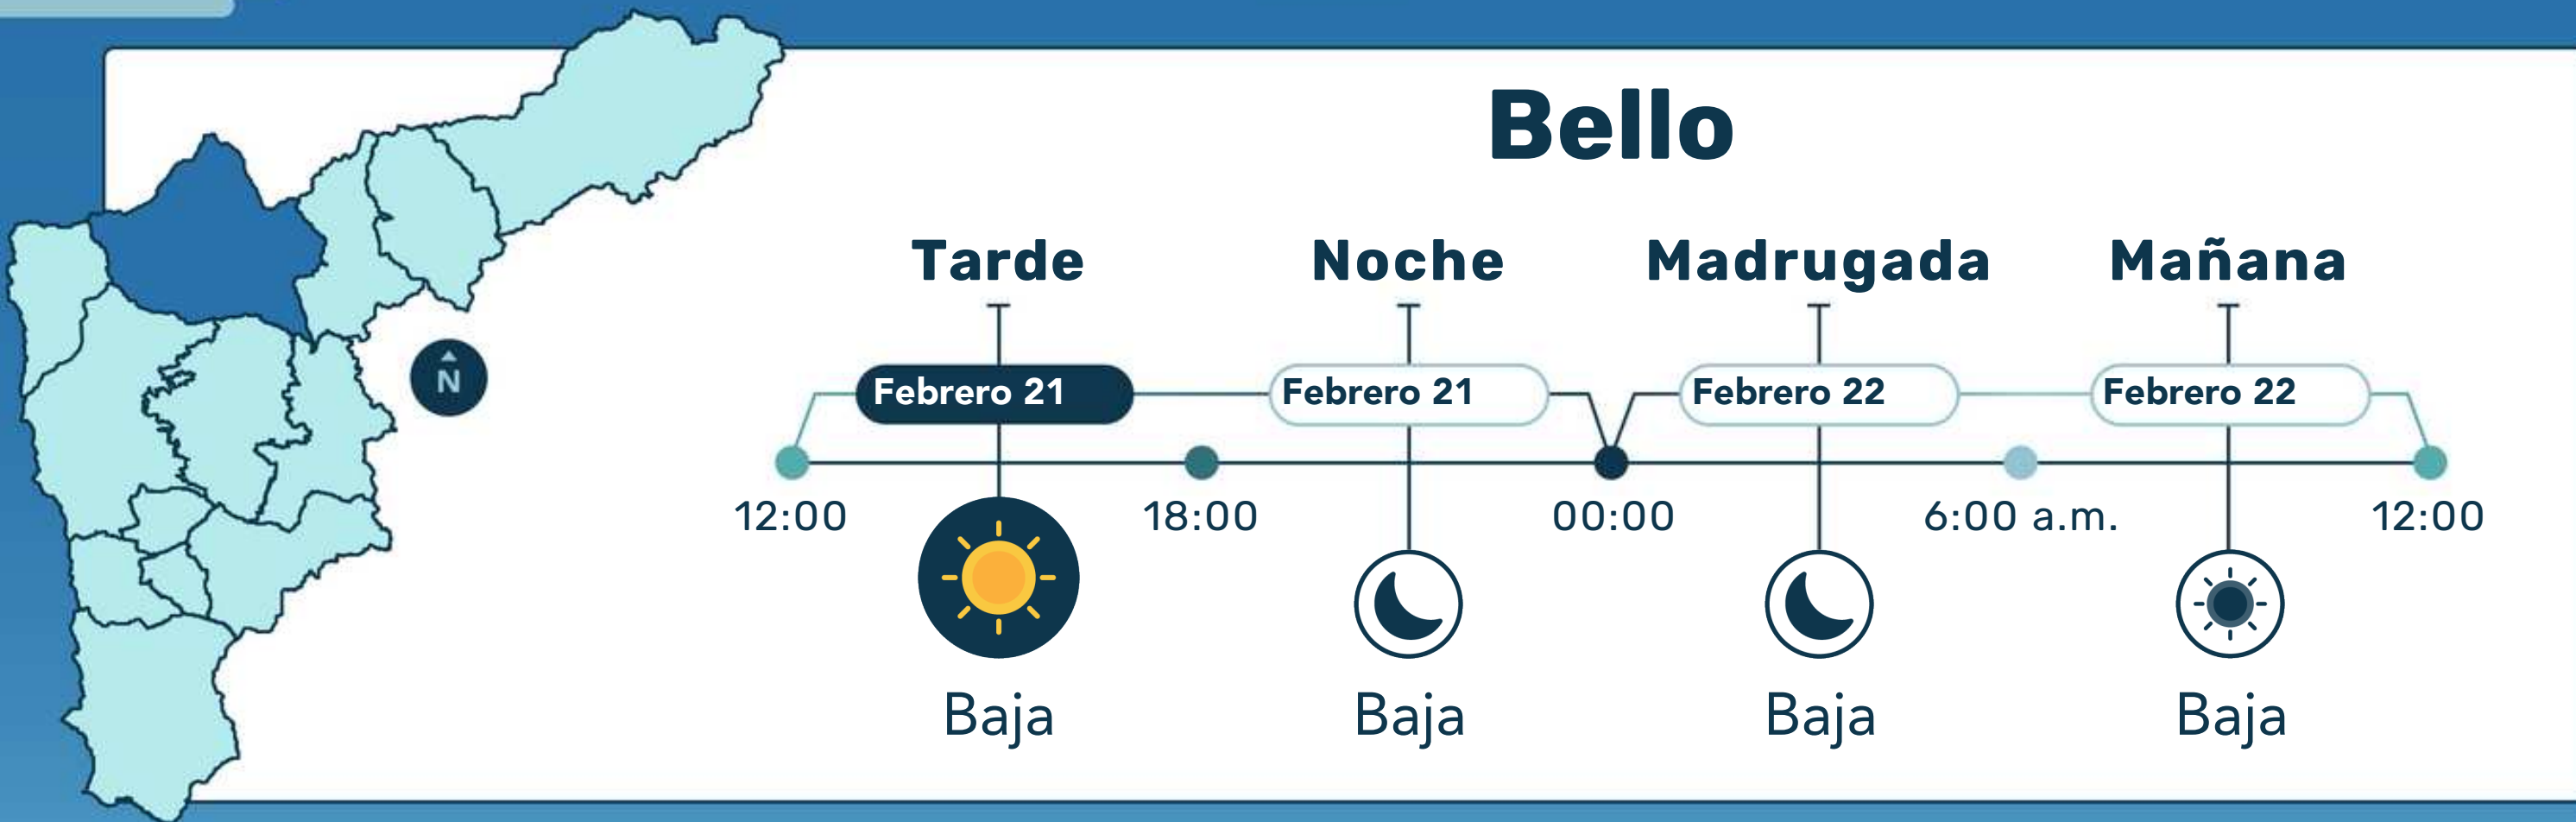 Bello
Tarde Noche Madrugada Mañana
Febrero 21 Febrero 21 Febrero 22 Febrero 22
N
12:00 18:00 00:00 6:00 a.m. 12:00
Baja Baja Baja Baja